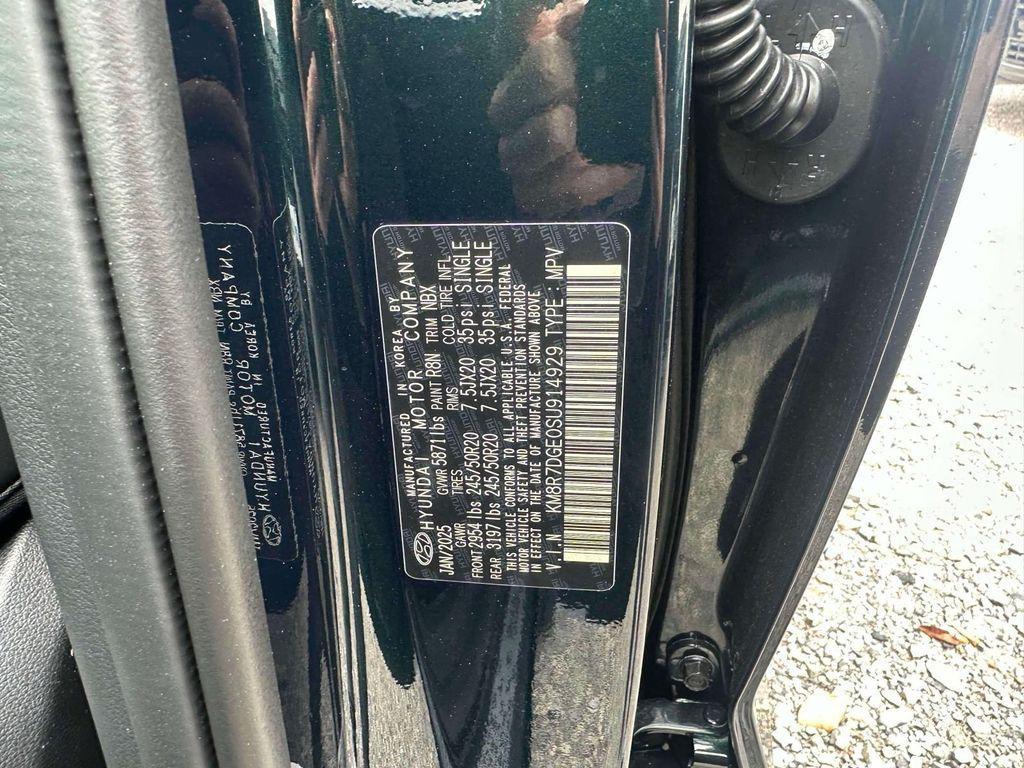 MANUFACTURED IN KOREA BY
HYUNDAI MOTOR COMPANY
JAN/2025 GVWR 5871lbs PAINT R8N TRIM NBX
GAWR TIRES RIMS COLD TIRE INFL.
FRONT 2954 lbs 245/50R20 7.5JX20 35psi SINGLE
REAR 3197 lbs 245/50R20 7.5JX20 35psi SINGLE
THIS VEHICLE CONFORMS TO ALL APPLICABLE U.S.A. FEDERAL
MOTOR VEHICLE SAFETY AND THEFT PREVENTION STANDARDS
IN EFFECT ON THE DATE OF MANUFACTURE SHOWN ABOVE.
V.I.N : KM8R7DGE0SU914929 TYPE : MPV